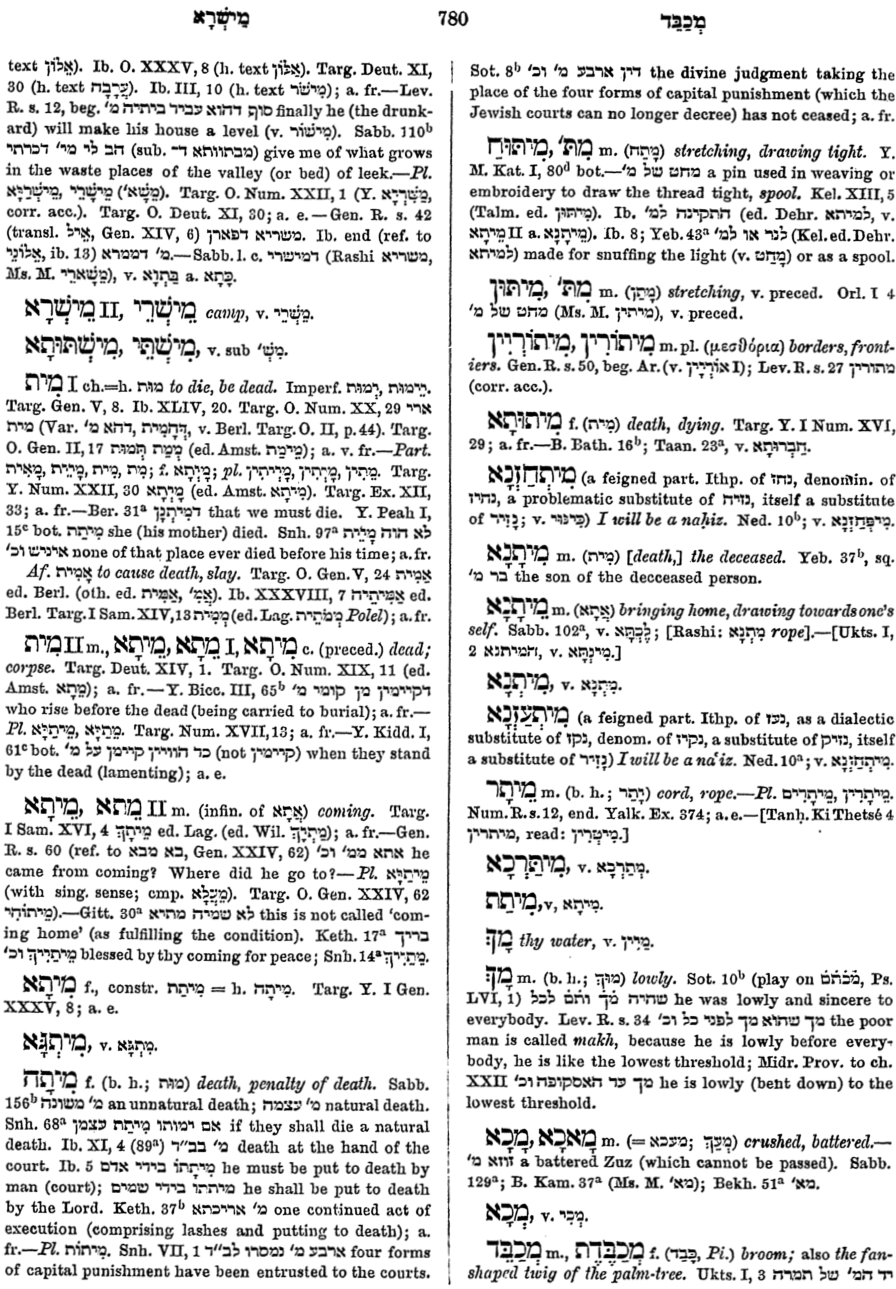 מֵישְׁרָא 780 מְכַבֵּד
text אֵלוֹן). Ib. O. XXXV, 8 (h. text אַלּוֹן). Targ. Deut. XI,
30 (h. text עֲרָבָה). Ib. III, 10 (h. text מִישׁוֹר); a. fr.—Lev.
R. s. 12, beg. סוף דהוא עביד ביתיה מ' finally he (the drunk-
ard) will make his house a level (v. מִישׁוֹר). Sabb. 110ᵇ
הב לי מי' דכרתי (sub. מבתוותא ד־) give me of what grows
in the waste places of the valley (or bed) of leek.—Pl.
מֵישְׁרַיָּא, מֵישְׁרֵי (מֵשָׁ'). Targ. O. Num. XXII, 1 (Y. מֵשְׁרְיָא,
corr. acc.). Targ. O. Deut. XI, 30; a. e.—Gen. R. s. 42
(transl. אֵיל, Gen. XIV, 6) משריא דפארן. Ib. end (ref. to
אֵלוֹנֵי, ib. 13) מ' דממרא.—Sabb. l. c. דמישרי (Rashi משריא,
Ms. M. מֵשָׁארֵי), v. בַּתְוָא a. כָּתָא.
מֵישְׁרָא II, מֵישְׁרֵי camp, v. מַשְׁרֵי.
מִישְׁתּוּתָא, מִישְׁתֵּי, v. sub מִשְׁ'.
מִית I ch.=h. מות to die, be dead. Imperf. יְמוּת, יֵימוּת.
Targ. Gen. V, 8. Ib. XLIV, 20. Targ. O. Num. XX, 29 ארי
מית (Var. דהא מ', דְּחָמִית, v. Berl. Targ. O. II, p. 44). Targ.
O. Gen. II, 17 מְמָת תְּמוּת (ed. Amst. מֵימַת); a. v. fr.—Part.
מָאִית, מָיֵית, מִית, מֵת; f. מִיתָא; pl. מָיְיתִין, מָיְתִין, מֵתִין. Targ.
Y. Num. XXII, 30 מָיְתָא (ed. Amst. מִיתָא). Targ. Ex. XII,
33; a. fr.—Ber. 31ᵃ דמיתְנָן that we must die. Y. Peah I,
15ᶜ bot. מִיתַת she (his mother) died. Snh. 97ᵃ לא הוה מָיֵית
איניש וכ' none of that place ever died before his time; a. fr.
Af. אָמִית to cause death, slay. Targ. O. Gen. V, 24 אָמִית
ed. Berl. (oth. ed. אֲמִית, אַמִּ'). Ib. XXXVIII, 7 אֲמִיתֵיהּ ed.
Berl. Targ. I Sam. XIV, 13 מְמִית (ed. Lag. מְמֹתֵית Polel); a. fr.
מִית II m., מֵיתָא, מֵתָא I, מִיתָא c. (preced.) dead;
corpse. Targ. Deut. XIV, 1. Targ. O. Num. XIX, 11 (ed.
Amst. מֵתָא); a. fr.—Y. Bicc. III, 65ᵇ דקיימין מן קומי מ'
who rise before the dead (being carried to burial); a. fr.—
Pl. מֵיתַיָּא, מֵתַיָּא. Targ. Num. XVII, 13; a. fr.—Y. Kidd. I,
61ᶜ bot. כד הוויין קיימן על מ' (not קיימין) when they stand
by the dead (lamenting); a. e.
מֵיתָא, מֵתא II m. (infin. of אֲתָא) coming. Targ.
I Sam. XVI, 4 מֵיתָךְ ed. Lag. (ed. Wil. מֵתְיָךְ); a. fr.—Gen.
R. s. 60 (ref. to בא מבא, Gen. XXIV, 62) אתא ממ' וכ' he
came from coming? Where did he go to?—Pl. מֵיתַיָּא
(with sing. sense; cmp. מַעֲלָא). Targ. O. Gen. XXIV, 62
(מֵיתוֹהִי).—Gitt. 30ᵃ לא שמיה מתיא this is not called 'com-
ing home' (as fulfilling the condition). Keth. 17ᵃ בריך
מֵיתְיֵיךְ וכ' blessed by thy coming for peace; Snh. 14ᵃ מֵתְיֵיךְ.
מִיתָא f., constr. מִיתַת = h. מִיתָה. Targ. Y. I Gen.
XXXV, 8; a. e.
מִיתְגָּא, v. מִתְגָּא.
מִיתָה f. (b. h.; מות) death, penalty of death. Sabb.
156ᵇ מ' משונה an unnatural death; מ' עצמה natural death.
Snh. 68ᵃ אם ימותו מִיתַת עצמן if they shall die a natural
death. Ib. XI, 4 (89ᵃ) מ' בב״ד death at the hand of the
court. Ib. 5 מִיתָתוֹ בידי אדם he must be put to death by
man (court); מיתתו בידי שמים he shall be put to death
by the Lord. Keth. 37ᵇ מ' אריכתא one continued act of
execution (comprising lashes and putting to death); a.
fr.—Pl. מִיתוֹת. Snh. VII, 1 ארבע מ' נמסרו לב״ד four forms
of capital punishment have been entrusted to the courts.
Sot. 8ᵇ דין ארבע מ' וכ' the divine judgment taking the
place of the four forms of capital punishment (which the
Jewish courts can no longer decree) has not ceased; a. fr.
מִיתּוּחַ, מִתּ' m. (מָתַח) stretching, drawing tight. Y.
M. Kat. I, 80ᵈ bot.—מחט של מ' a pin used in weaving or
embroidery to draw the thread tight, spool. Kel. XIII, 5
(Talm. ed. מִיתּוּן). Ib. התקינה למ' (ed. Dehr. למיתא, v.
מֵיתָא II a. מֵיתָנָא). Ib. 8; Yeb. 43ᵃ לנר או למ' (Kel. ed. Dehr.
למיתא) made for snuffing the light (v. מָחַט) or as a spool.
מִיתּוּן, מִתּ' m. (מָתַן) stretching, v. preced. Orl. I 4
מחט של מ' (Ms. M. מיתין), v. preced.
מִיתוֹרִין, מִיתוֹרְיִין m. pl. (μεσθόρια) borders, front-
iers. Gen. R. s. 50, beg. Ar. (v. אוֹרְיָין I); Lev. R. s. 27 מתורין
(corr. acc.).
מִיתוּתָא f. (מית) death, dying. Targ. Y. I Num. XVI,
29; a. fr.—B. Bath. 16ᵇ; Taan. 23ᵃ, v. חַבְרוּתָא.
מִיתְחַזְנָא (a feigned part. Ithp. of נחז, denom. of
נחיז, a problematic substitute of נזיח, itself a substitute
of נָזִיר; v. כִּינּוּי) I will be a naḥiz. Ned. 10ᵇ; v. מִיפְחַזְנָא.
מִיתָנָא m. (מית) [death,] the deceased. Yeb. 37ᵇ, sq.
בר מ' the son of the decceased person.
מֵיתָנָא m. (אֲתָא) bringing home, drawing towards one's
self. Sabb. 102ᵃ, v. לֻכְתָּא; [Rashi: מִתְנָא rope].—[Ukts. I,
2 המיתנא, v. מִינְתָּא.]
מִיתְנָא, v. מִתְנָא.
מִיתְעַזְנָא (a feigned part. Ithp. of נעז, as a dialectic
substitute of נקז, denom. of נקיז, a substitute of נזיק, itself
a substitute of נָזִיר) I will be a na'iz. Ned. 10ᵃ; v. מִיתְחַזְנָא.
מֵיתָר m. (b. h.; יָתַר) cord, rope.—Pl. מֵיתָרִים, מֵיתָרִין.
Num. R. s. 12, end. Yalk. Ex. 374; a. e.—[Tanḥ. Ki Thetsé 4
מיתרין, read: מִיטְרִין.]
מִיתַּרְכָא, v. מִתַּרְכָא.
מִיתַת, v. מִיתָא.
מָךְ thy water, v. מַיִין.
מָךְ m. (b. h.; מוּךְ) lowly. Sot. 10ᵇ (play on מִכְתָּם, Ps.
LVI, 1) שהיה מך ותם לכל he was lowly and sincere to
everybody. Lev. R. s. 34 מך שהוא מך לפני כל וכ' the poor
man is called makh, because he is lowly before every-
body, he is like the lowest threshold; Midr. Prov. to ch.
XXII מך עד האסקופה וכ' he is lowly (bent down) to the
lowest threshold.
מָאכָא, מָכָא m. (= מעכא; מְעַךְ) crushed, battered.—
זוזא מ' a battered Zuz (which cannot be passed). Sabb.
129ᵃ; B. Kam. 37ᵃ (Ms. M. מא'); Bekh. 51ᵃ מא'.
מְכָא, v. מְכִי.
מְכַבֵּד m., מְכַבֶּדֶת f. (כָּבַד, Pi.) broom; also the fan-
shaped twig of the palm-tree. Ukts. I, 3 יד המ' של תמרה